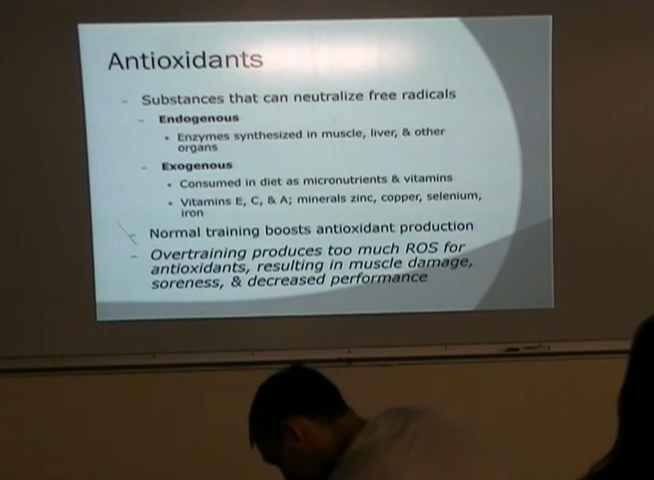 Antioxidants
– Substances that can neutralize free radicals
– Endogenous
• Enzymes synthesized in muscle, liver, & other
organs
– Exogenous
• Consumed in diet as micronutrients & vitamins
• Vitamins E, C, & A; minerals zinc, copper, selenium,
iron
– Normal training boosts antioxidant production
– Overtraining produces too much ROS for
antioxidants, resulting in muscle damage,
soreness, & decreased performance